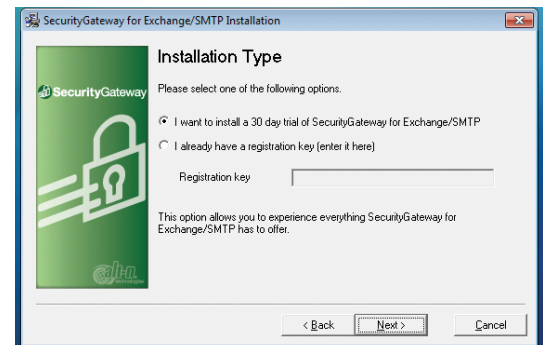 SecurityGateway for Exchange/SMTP Installation
Installation Type
SecurityGateway
Please select one of the following options.
I want to install a 30 day trial of SecurityGateway for Exchange/SMTP
I already have a registration key (enter it here)
Registration key
This option allows you to experience everything SecurityGateway for
Exchange/SMTP has to offer.
alt-n
< Back
Next >
Cancel